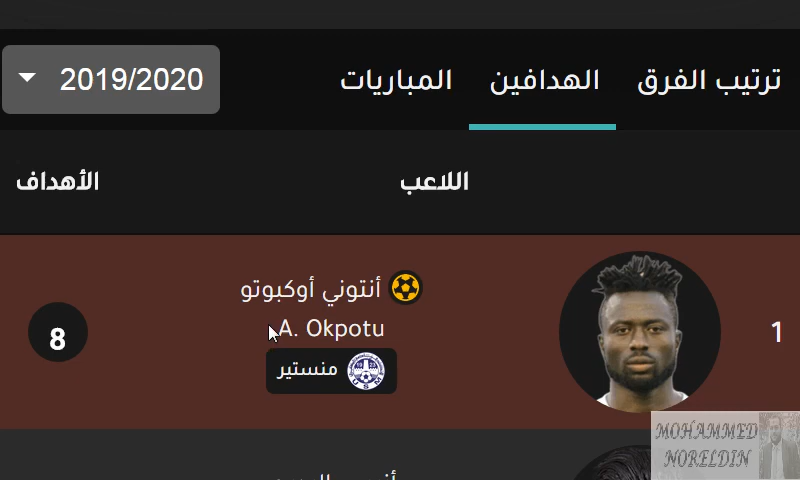 ترتيب الفرق الهدافين المباريات 2019/2020
اللاعب الأهداف
1 أنتوني أوكبوتو 8
A. Okpotu
منستير
MOHAMMED
NORELDIN